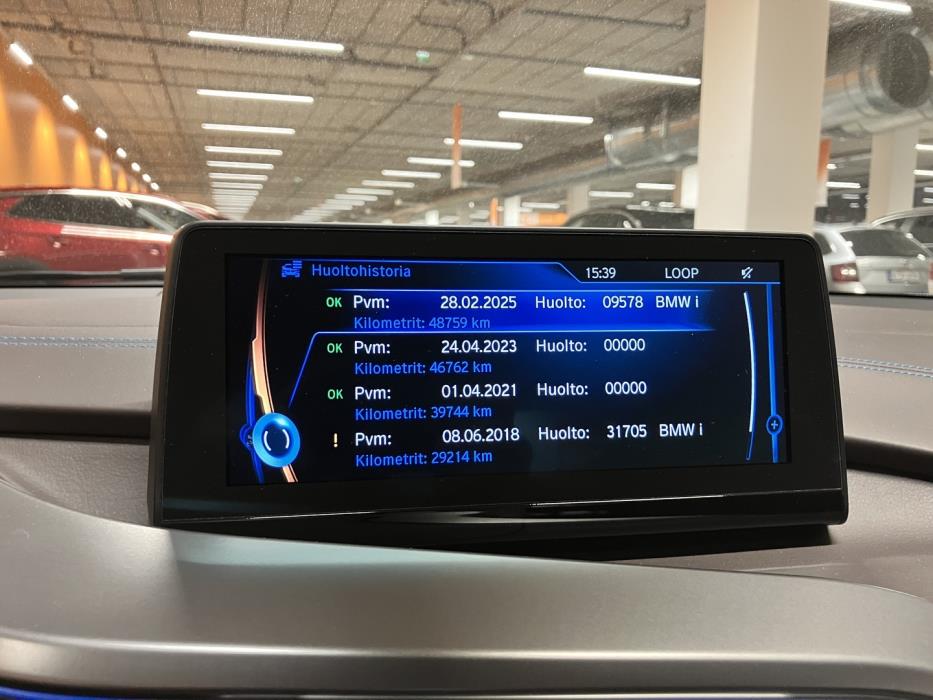 Huoltohistoria 15:39 LOOP
OK Pvm: 28.02.2025 Huolto: 09578 BMW i
Kilometrit: 48759 km
OK Pvm: 24.04.2023 Huolto: 00000
Kilometrit: 46762 km
OK Pvm: 01.04.2021 Huolto: 00000
Kilometrit: 39744 km
! Pvm: 08.06.2018 Huolto: 31705 BMW i
Kilometrit: 29214 km